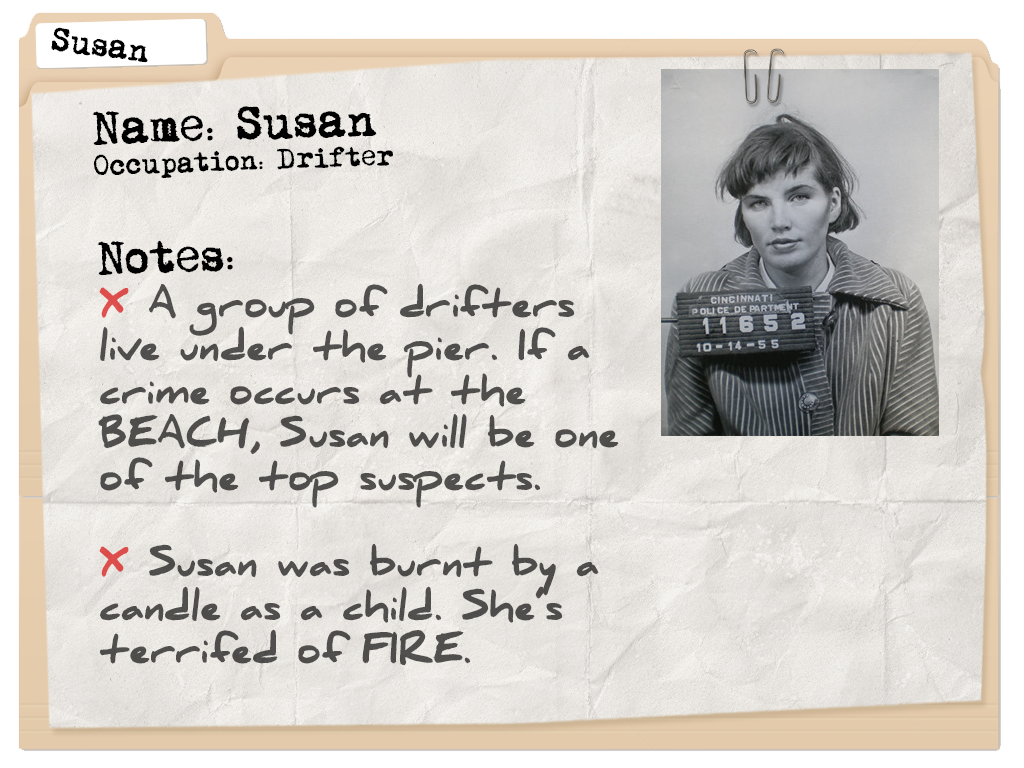 Susan
Name: Susan
Occupation: Drifter
Notes:
✗ A group of drifters
live under the pier. If a
crime occurs at the
BEACH, Susan will be one
of the top suspects.
✗ Susan was burnt by a
candle as a child. She's
terrifed of FIRE.
CINCINNATI
POLICE DEPARTMENT
11652
10-14-55